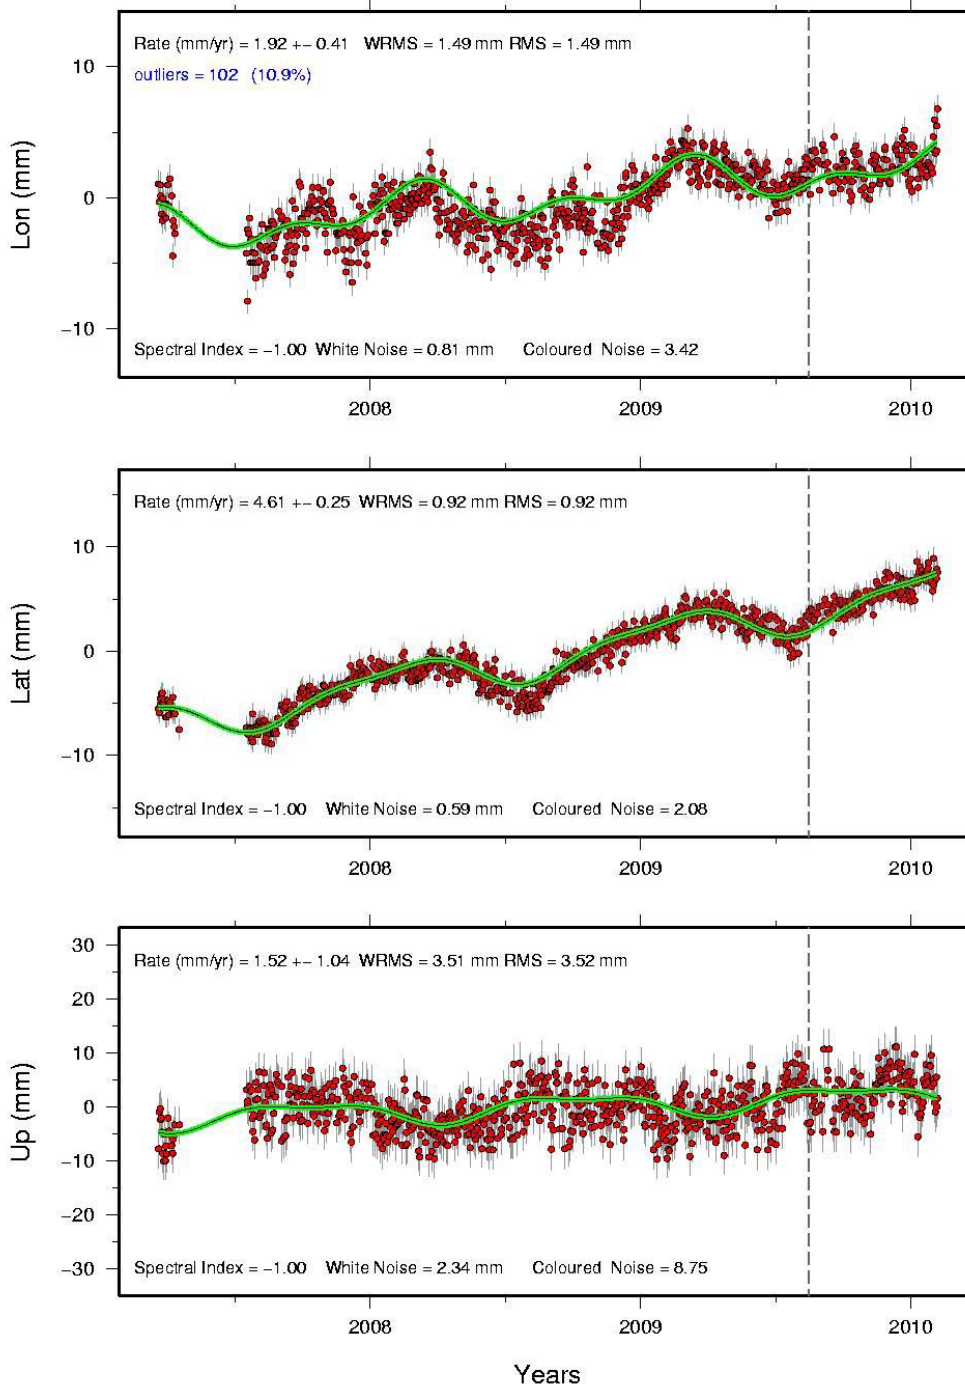 Rate (mm/yr) = 1.92 +− 0.41 WRMS = 1.49 mm RMS = 1.49 mm
outliers = 102 (10.9%)
10
0
−10
Lon (mm)
Spectral Index = −1.00 White Noise = 0.81 mm Coloured Noise = 3.42
2008 2009 2010
Rate (mm/yr) = 4.61 +− 0.25 WRMS = 0.92 mm RMS = 0.92 mm
10
0
−10
Lat (mm)
Spectral Index = −1.00 White Noise = 0.59 mm Coloured Noise = 2.08
2008 2009 2010
30
Rate (mm/yr) = 1.52 +− 1.04 WRMS = 3.51 mm RMS = 3.52 mm
20
10
0
−10
−20
−30
Up (mm)
Spectral Index = −1.00 White Noise = 2.34 mm Coloured Noise = 8.75
2008 2009 2010
Years